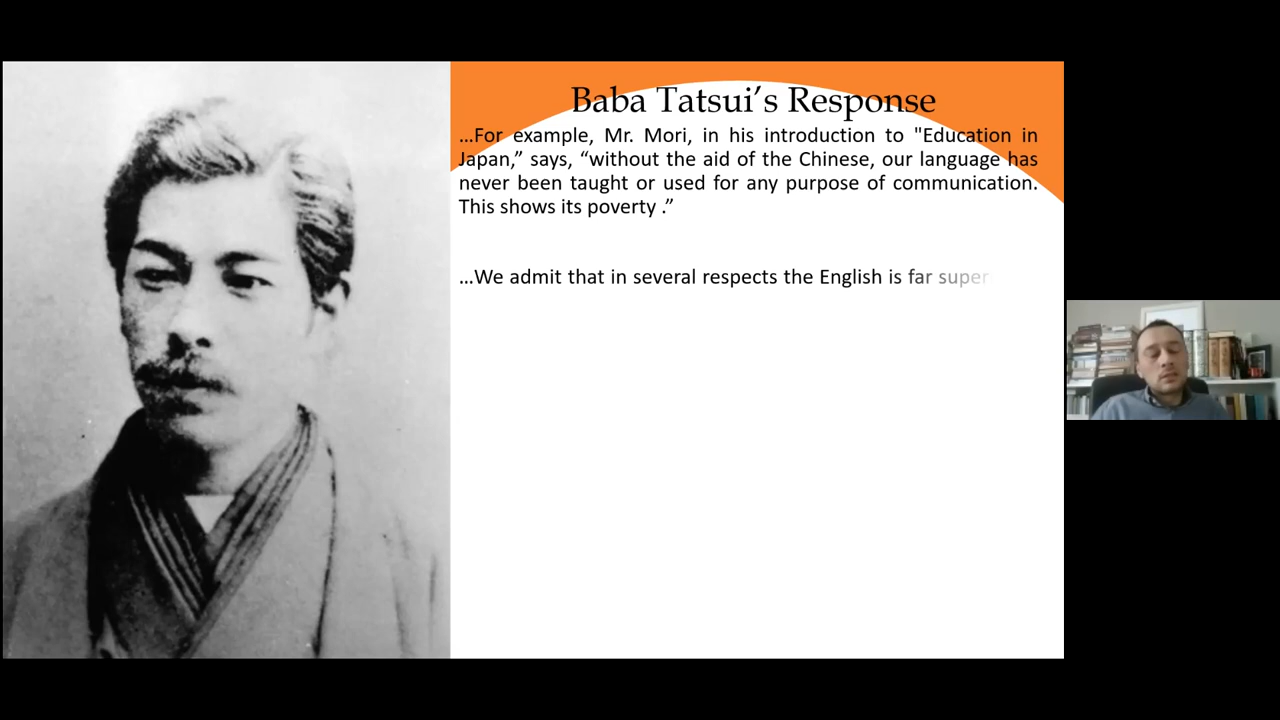 Baba Tatsui’s Response
...For example, Mr. Mori, in his introduction to "Education in
Japan,” says, “without the aid of the Chinese, our language has
never been taught or used for any purpose of communication.
This shows its poverty .”
...We admit that in several respects the English is far super